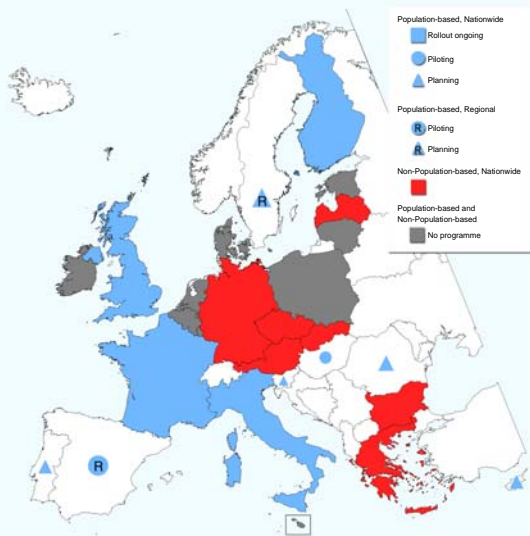 Population-based, Nationwide
Rollout ongoing
Piloting
Planning
Population-based, Regional
R Piloting
R Planning
Non-Population-based, Nationwide
Population-based and
Non-Population-based
No programme
R
R